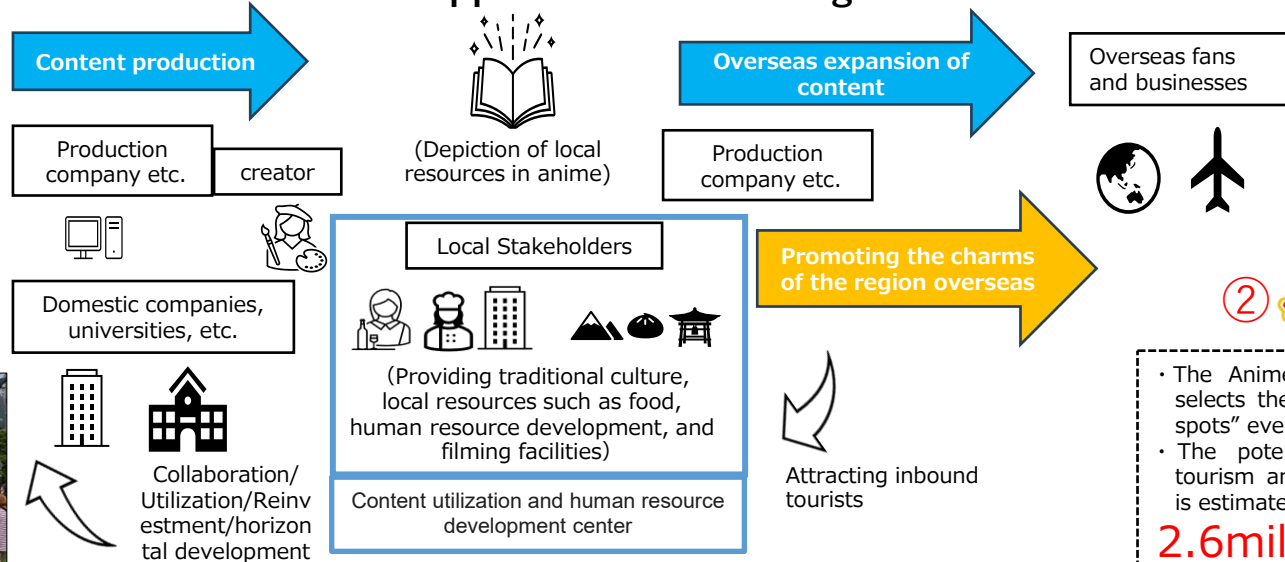 Content production
Overseas expansion of
content
Overseas fans
and businesses
Production
company etc.
creator
(Depiction of local
resources in anime)
Production
company etc.
Local Stakeholders
Promoting the charms
of the region overseas
Domestic companies,
universities, etc.
②
(Providing traditional culture,
local resources such as food,
human resource development, and
filming facilities)
・The Anime
selects the
spots” eve
・The pote
tourism an
is estimate
2.6mil
Collaboration/
Utilization/Reinv
estment/horizon
tal development
Attracting inbound
tourists
Content utilization and human resource
development center